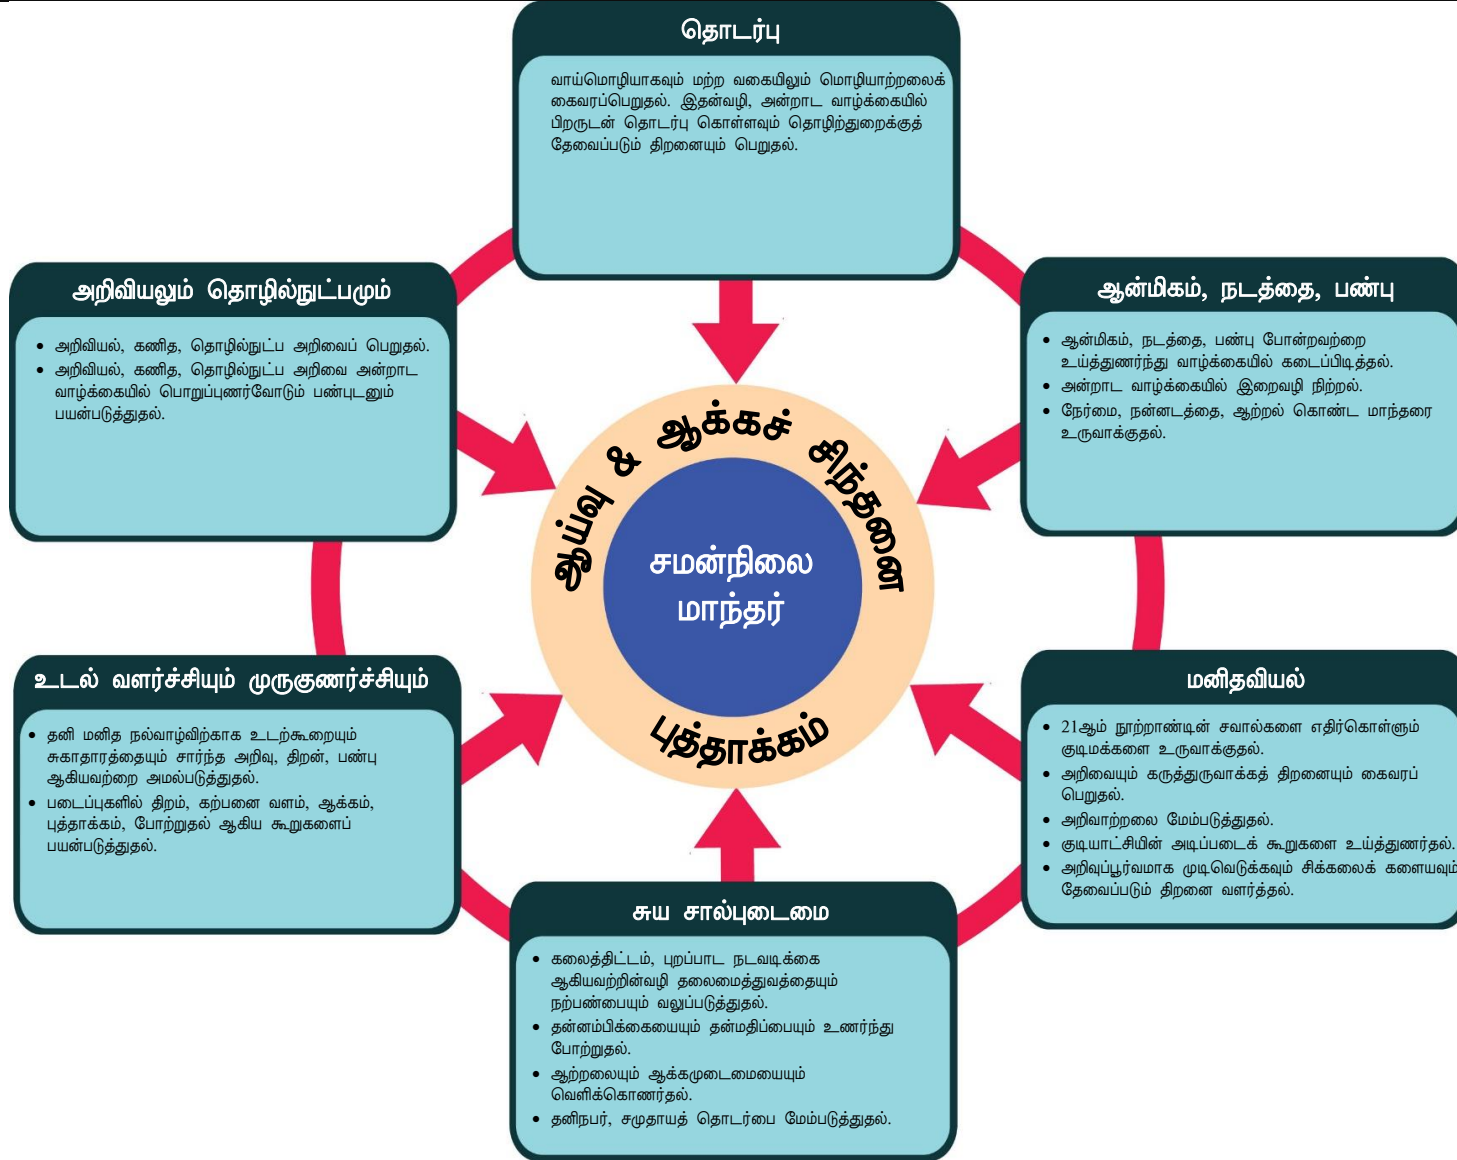 தொடர்பு
வாய்மொழியாகவும் மற்ற வகையிலும் மொழியாற்றலைக்
கைவரப்பெறுதல். இதன்வழி, அன்றாட வாழ்க்கையில்
பிறருடன் தொடர்பு கொள்ளவும் தொழிற்துறைக்குத்
தேவைப்படும் திறனையும் பெறுதல்.
அறிவியலும் தொழில்நுட்பமும்
• அறிவியல், கணித, தொழில்நுட்ப அறிவைப் பெறுதல்.
• அறிவியல், கணித, தொழில்நுட்ப அறிவை அன்றாட
வாழ்க்கையில் பொறுப்புணர்வோடும் பண்புடனும்
பயன்படுத்துதல்.
ஆன்மிகம், நடத்தை, பண்பு
• ஆன்மிகம், நடத்தை, பண்பு போன்றவற்றை
உய்த்துணர்ந்து வாழ்க்கையில் கடைப்பிடித்தல்.
• அன்றாட வாழ்க்கையில் இறைவழி நிற்றல்.
• நேர்மை, நன்னடத்தை, ஆற்றல் கொண்ட மாந்தரை
உருவாக்குதல்.
ஆய்வு & ஆக்கச் சிந்தனை
சமன்நிலை
மாந்தர்
புத்தாக்கம்
உடல் வளர்ச்சியும் முருகுணர்ச்சியும்
• தனி மனித நல்வாழ்விற்காக உடற்கூறையும்
சுகாதாரத்தையும் சார்ந்த அறிவு, திறன், பண்பு
ஆகியவற்றை அமல்படுத்துதல்.
• படைப்புகளில் திறம், கற்பனை வளம், ஆக்கம்,
புத்தாக்கம், போற்றுதல் ஆகிய கூறுகளைப்
பயன்படுத்துதல்.
மனிதவியல்
• 21ஆம் நூற்றாண்டின் சவால்களை எதிர்கொள்ளும்
குடிமக்களை உருவாக்குதல்.
• அறிவையும் கருத்துருவாக்கத் திறனையும் கைவரப்
பெறுதல்.
• அறிவாற்றலை மேம்படுத்துதல்.
• குடியாட்சியின் அடிப்படைக் கூறுகளை உய்த்துணர்தல்.
• அறிவுப்பூர்வமாக முடிவெடுக்கவும் சிக்கலைக் களையவும்
தேவைப்படும் திறனை வளர்த்தல்.
சுய சால்புடைமை
• கலைத்திட்டம், புறப்பாட நடவடிக்கை
ஆகியவற்றின்வழி தலைமைத்துவத்தையும்
நற்பண்பையும் வலுப்படுத்துதல்.
• தன்னம்பிக்கையையும் தன்மதிப்பையும் உணர்ந்து
போற்றுதல்.
• ஆற்றலையும் ஆக்கமுடைமையையும்
வெளிக்கொணர்தல்.
• தனிநபர், சமுதாயத் தொடர்பை மேம்படுத்துதல்.